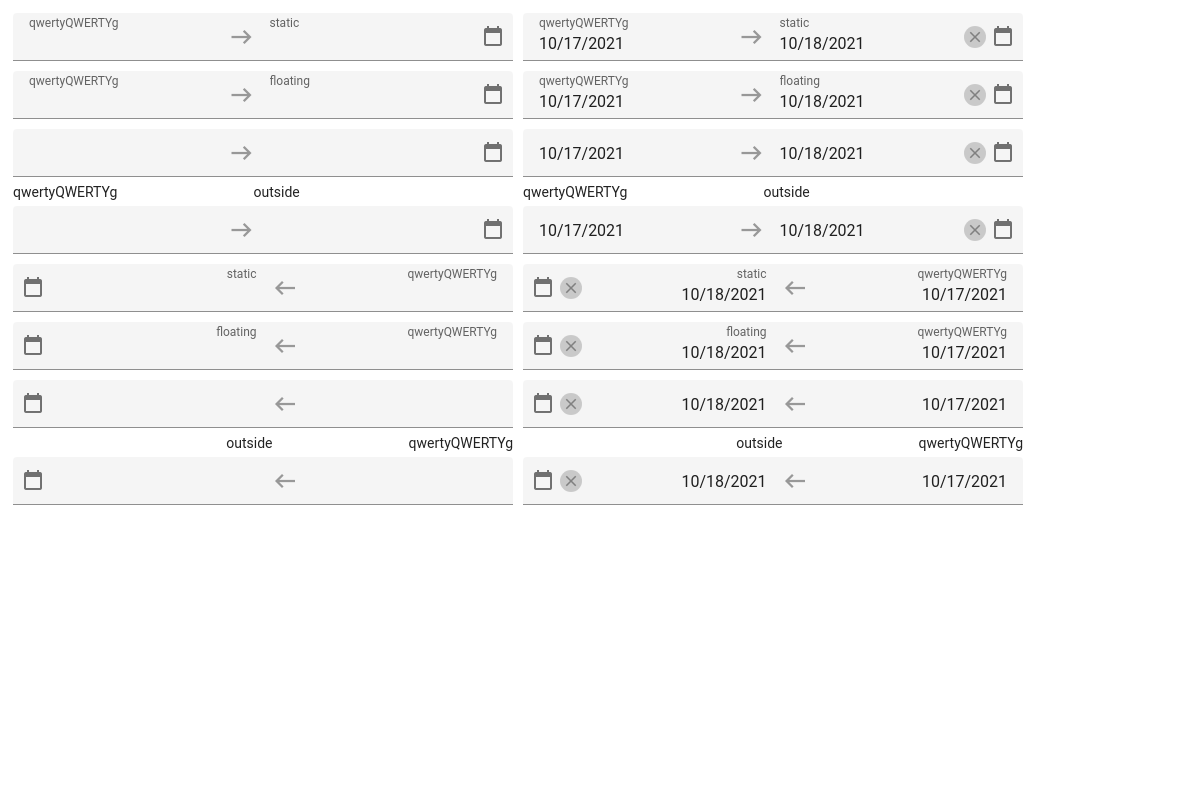 qwertyQWERTYg static qwertyQWERTYg static
10/17/2021 10/18/2021
qwertyQWERTYg floating qwertyQWERTYg floating
10/17/2021 10/18/2021
10/17/2021 10/18/2021
qwertyQWERTYg outside qwertyQWERTYg outside
10/17/2021 10/18/2021
static qwertyQWERTYg static qwertyQWERTYg
10/18/2021 10/17/2021
floating qwertyQWERTYg floating qwertyQWERTYg
10/18/2021 10/17/2021
10/18/2021 10/17/2021
outside qwertyQWERTYg outside qwertyQWERTYg
10/18/2021 10/17/2021